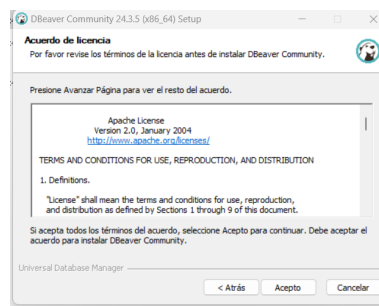 DBeaver Community 24.3.5 (x86_64) Setup
Acuerdo de licencia
Por favor revise los términos de la licencia antes de instalar DBeaver Community.
Presione Avanzar Página para ver el resto del acuerdo.
Apache License
Version 2.0, January 2004
http://www.apache.org/licenses/
TERMS AND CONDITIONS FOR USE, REPRODUCTION, AND DISTRIBUTION
1. Definitions.
"License" shall mean the terms and conditions for use, reproduction,
and distribution as defined by Sections 1 through 9 of this document.
Si acepta todos los términos del acuerdo, seleccione Acepto para continuar. Debe aceptar el
acuerdo para instalar DBeaver Community.
Universal Database Manager
< Atrás Acepto Cancelar